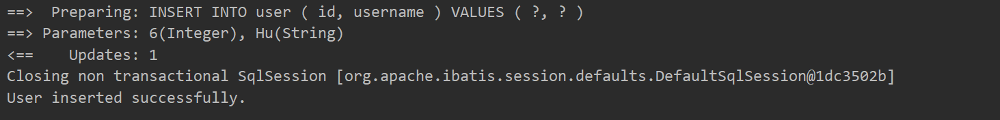 ==>  Preparing: INSERT INTO user ( id, username ) VALUES ( ?, ? )
==> Parameters: 6(Integer), Hu(String)
<==    Updates: 1
Closing non transactional SqlSession [org.apache.ibatis.session.defaults.DefaultSqlSession@1dc3502b]
User inserted successfully.